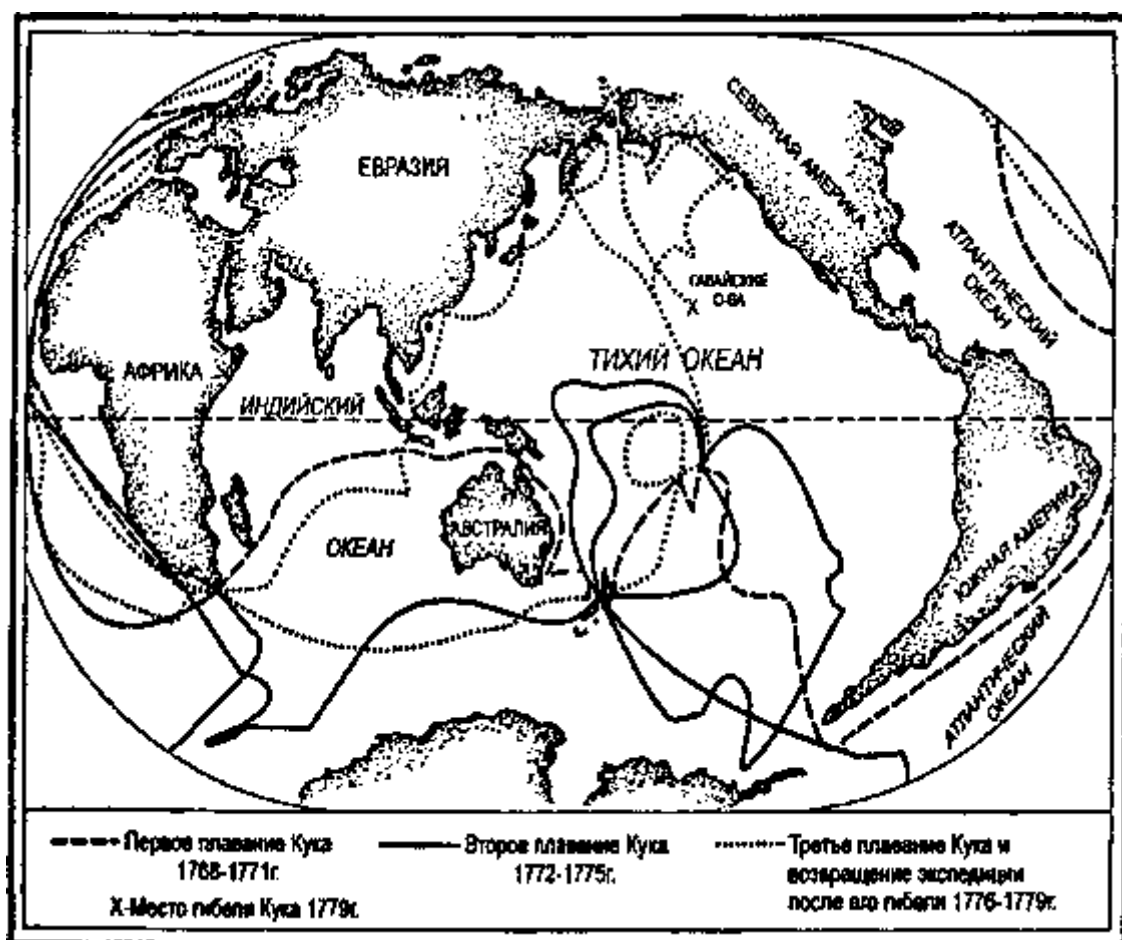 ЕВРАЗИЯ
СЕВЕРНАЯ АМЕРИКА
АТЛАНТИЧЕСКИЙ
ОКЕАН
ГАВАЙСКИЕ
О-ВА
X
ТИХИЙ ОКЕАН
АФРИКА
ИНДИЙСКИЙ
ОКЕАН
АВСТРАЛИЯ
ЮЖНАЯ АМЕРИКА
АТЛАНТИЧЕСКИЙ
ОКЕАН
Первое плавание Кука
1768-1771г.
X-Место гибели Кука 1779г.
Второе плавание Кука
1772-1775г.
Третье плавание Кука и
возвращение экспедиции
после его гибели 1776-1779г.